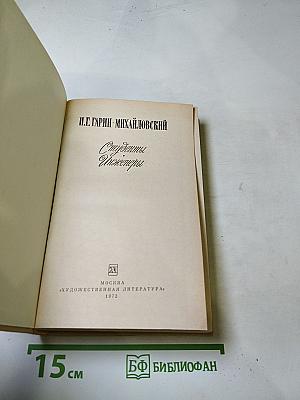 Н.Г. ГАРИН-МИХАЙЛОВСКИЙ
Студенты
Инженеры
МОСКВА
«ХУДОЖЕСТВЕННАЯ ЛИТЕРАТУРА»
1972
15 см
БФ БИБЛИОФАН